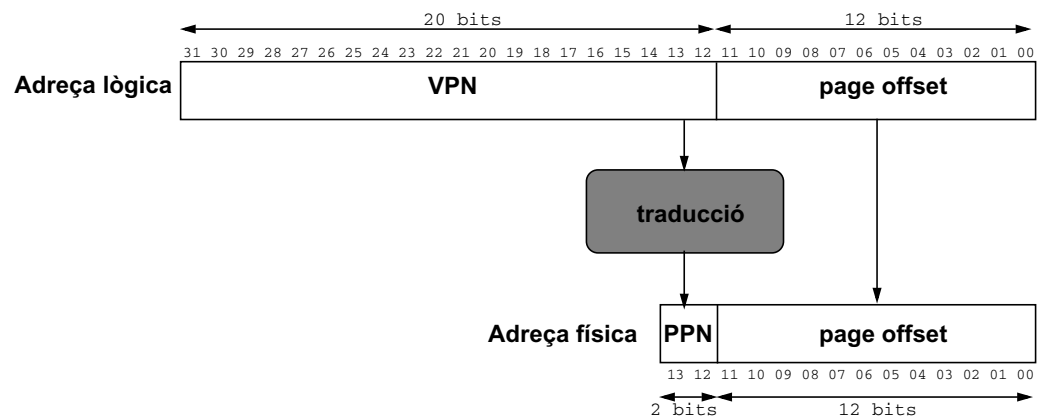 20 bits 12 bits
31 30 29 28 27 26 25 24 23 22 21 20 19 18 17 16 15 14 13 12 11 10 09 08 07 06 05 04 03 02 01 00
Adreça lògica VPN page offset
traducció
Adreça física PPN page offset
13 12 11 10 09 08 07 06 05 04 03 02 01 00
2 bits 12 bits